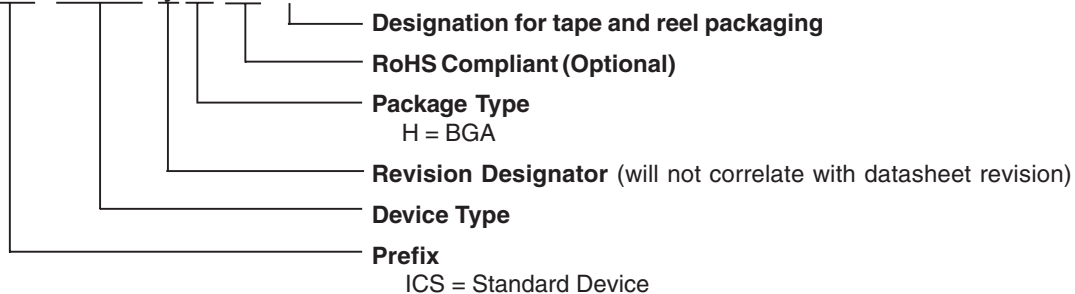 Designation for tape and reel packaging
RoHS Compliant (Optional)
Package Type
H = BGA
Revision Designator (will not correlate with datasheet revision)
Device Type
Prefix
ICS = Standard Device